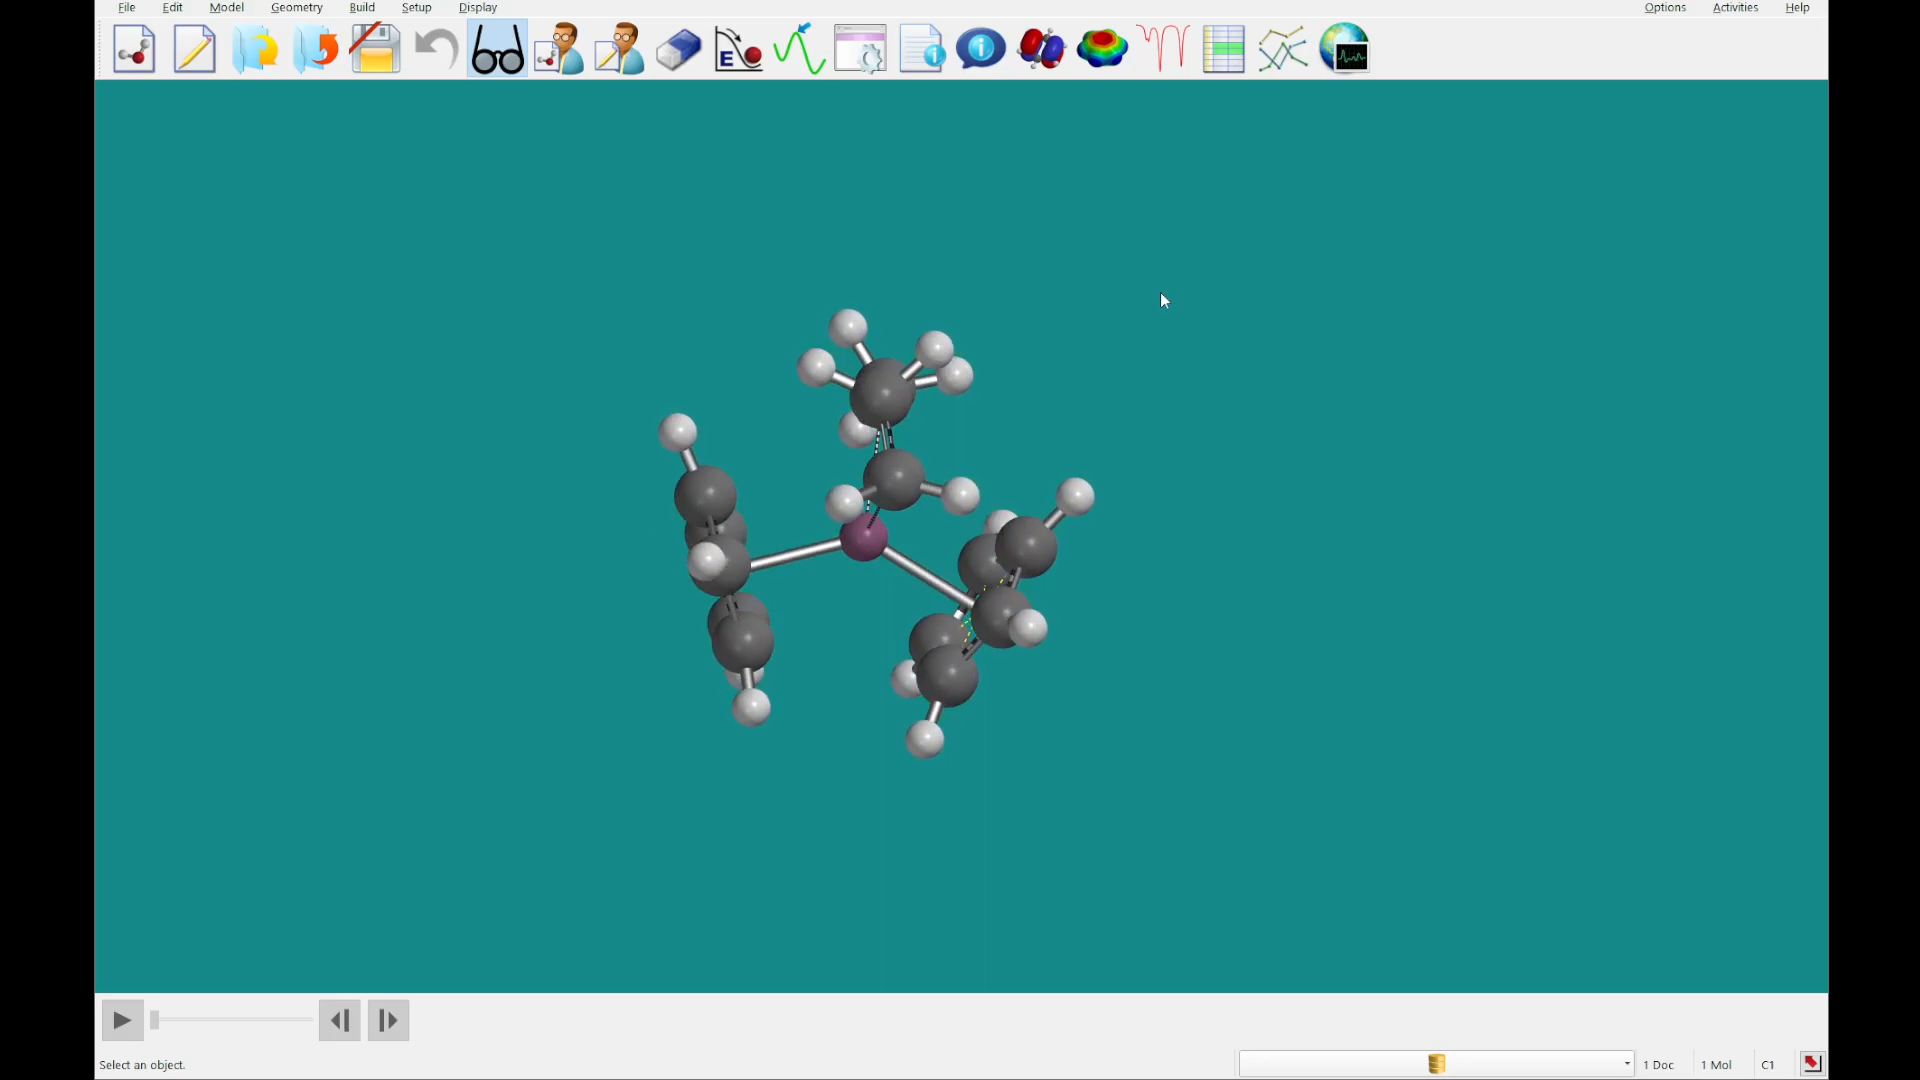 File Edit Model Geometry Build Setup Display Options Activities Help
E
Select an object. 1 Doc 1 Mol C1